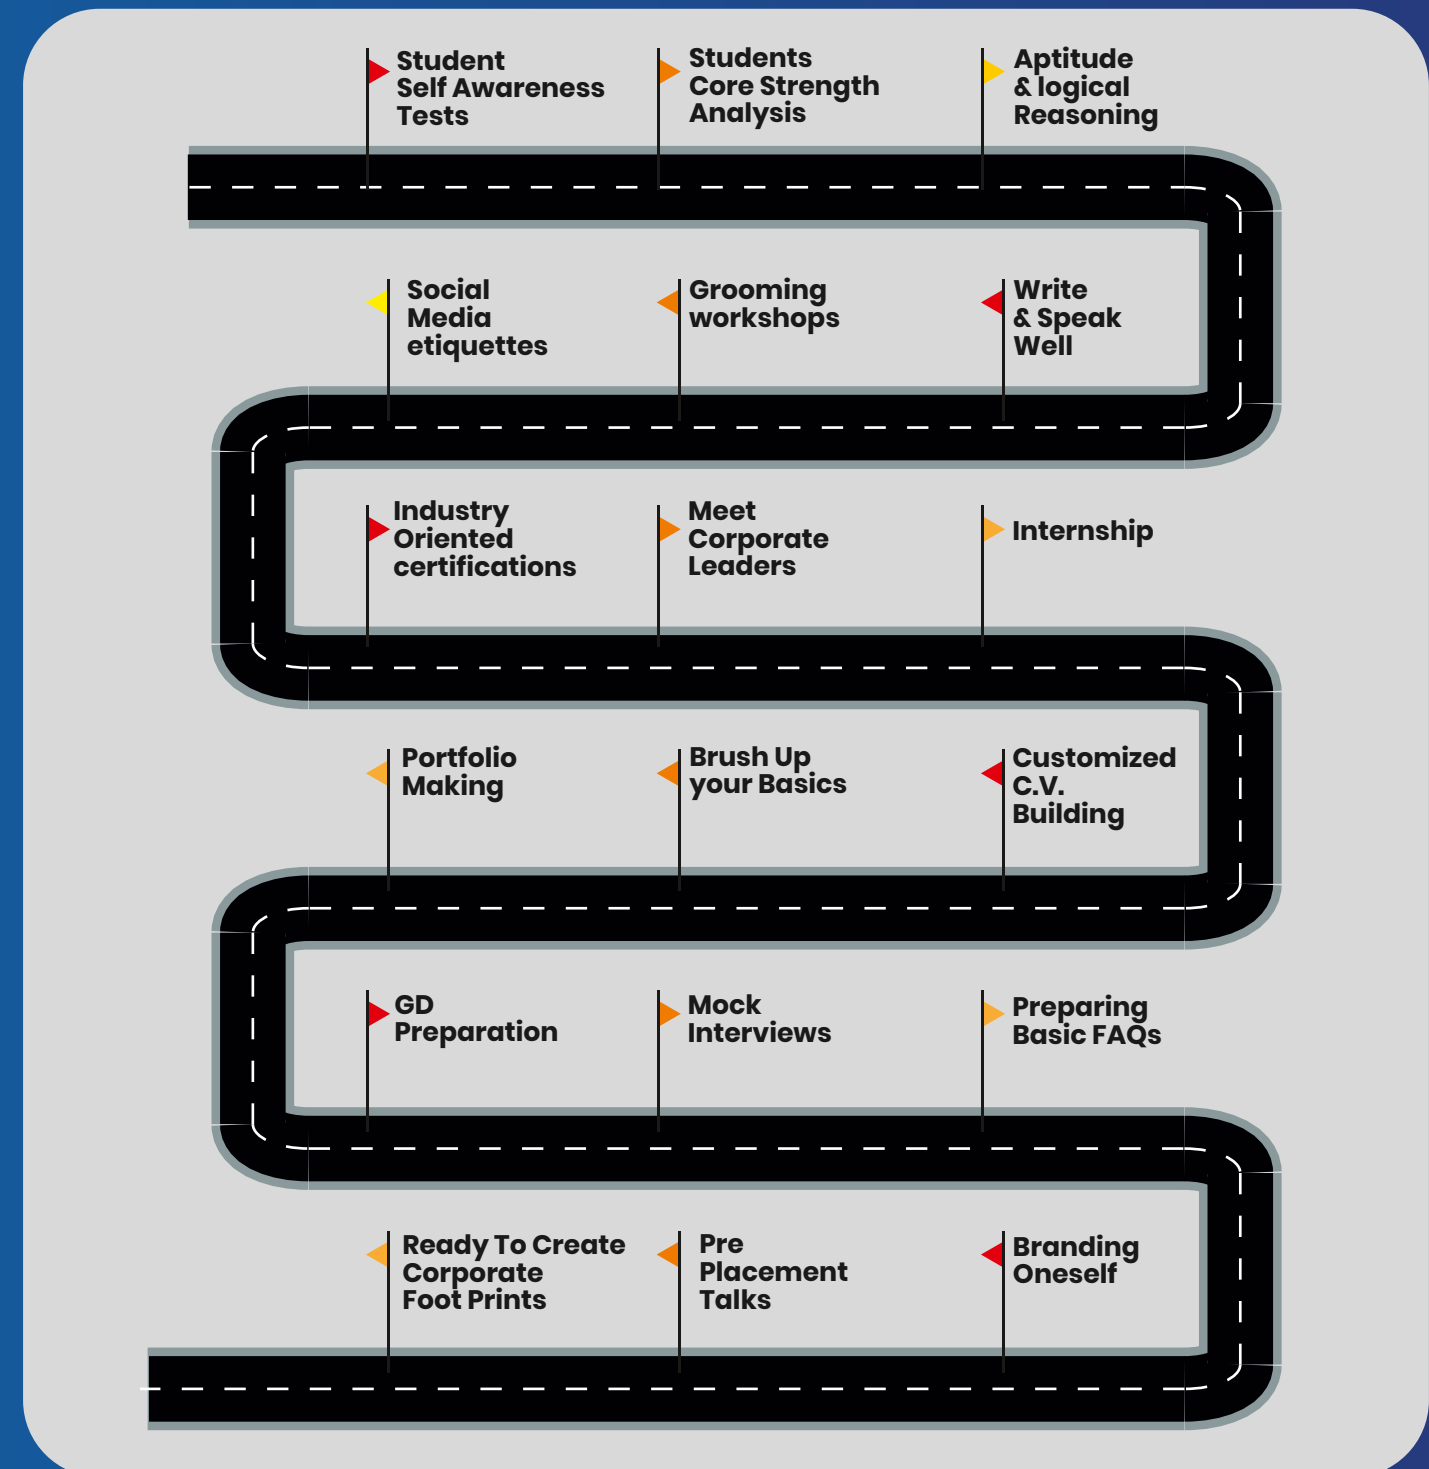 Student
Self Awareness
Tests
Students
Core Strength
Analysis
Aptitude
& logical
Reasoning
Social
Media
etiquettes
Grooming
workshops
Write
& Speak
Well
Industry
Oriented
certifications
Meet
Corporate
Leaders
Internship
Portfolio
Making
Brush Up
your Basics
Customized
C.V.
Building
GD
Preparation
Mock
Interviews
Preparing
Basic FAQs
Ready To Create
Corporate
Foot Prints
Pre
Placement
Talks
Branding
Oneself